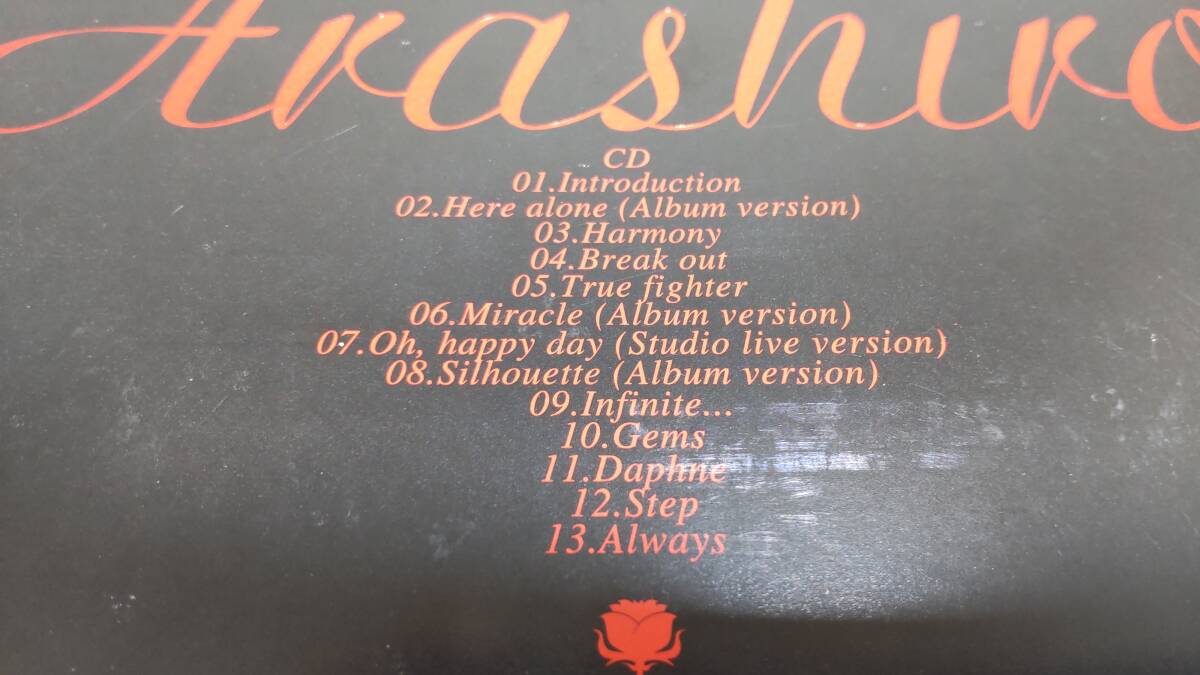 Arashiro
CD
01.Introduction
02.Here alone (Album version)
03.Harmony
04.Break out
05.True fighter
06.Miracle (Album version)
07.Oh, happy day (Studio live version)
08.Silhouette (Album version)
09.Infinite...
10.Gems
11.Daphne
12.Step
13.Always